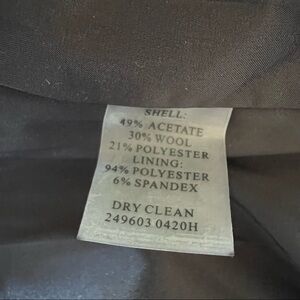 SHELL:
49% ACETATE
30% WOOL
21% POLYESTER
LINING:
94% POLYESTER
6% SPANDEX
DRY CLEAN
249603 0420H